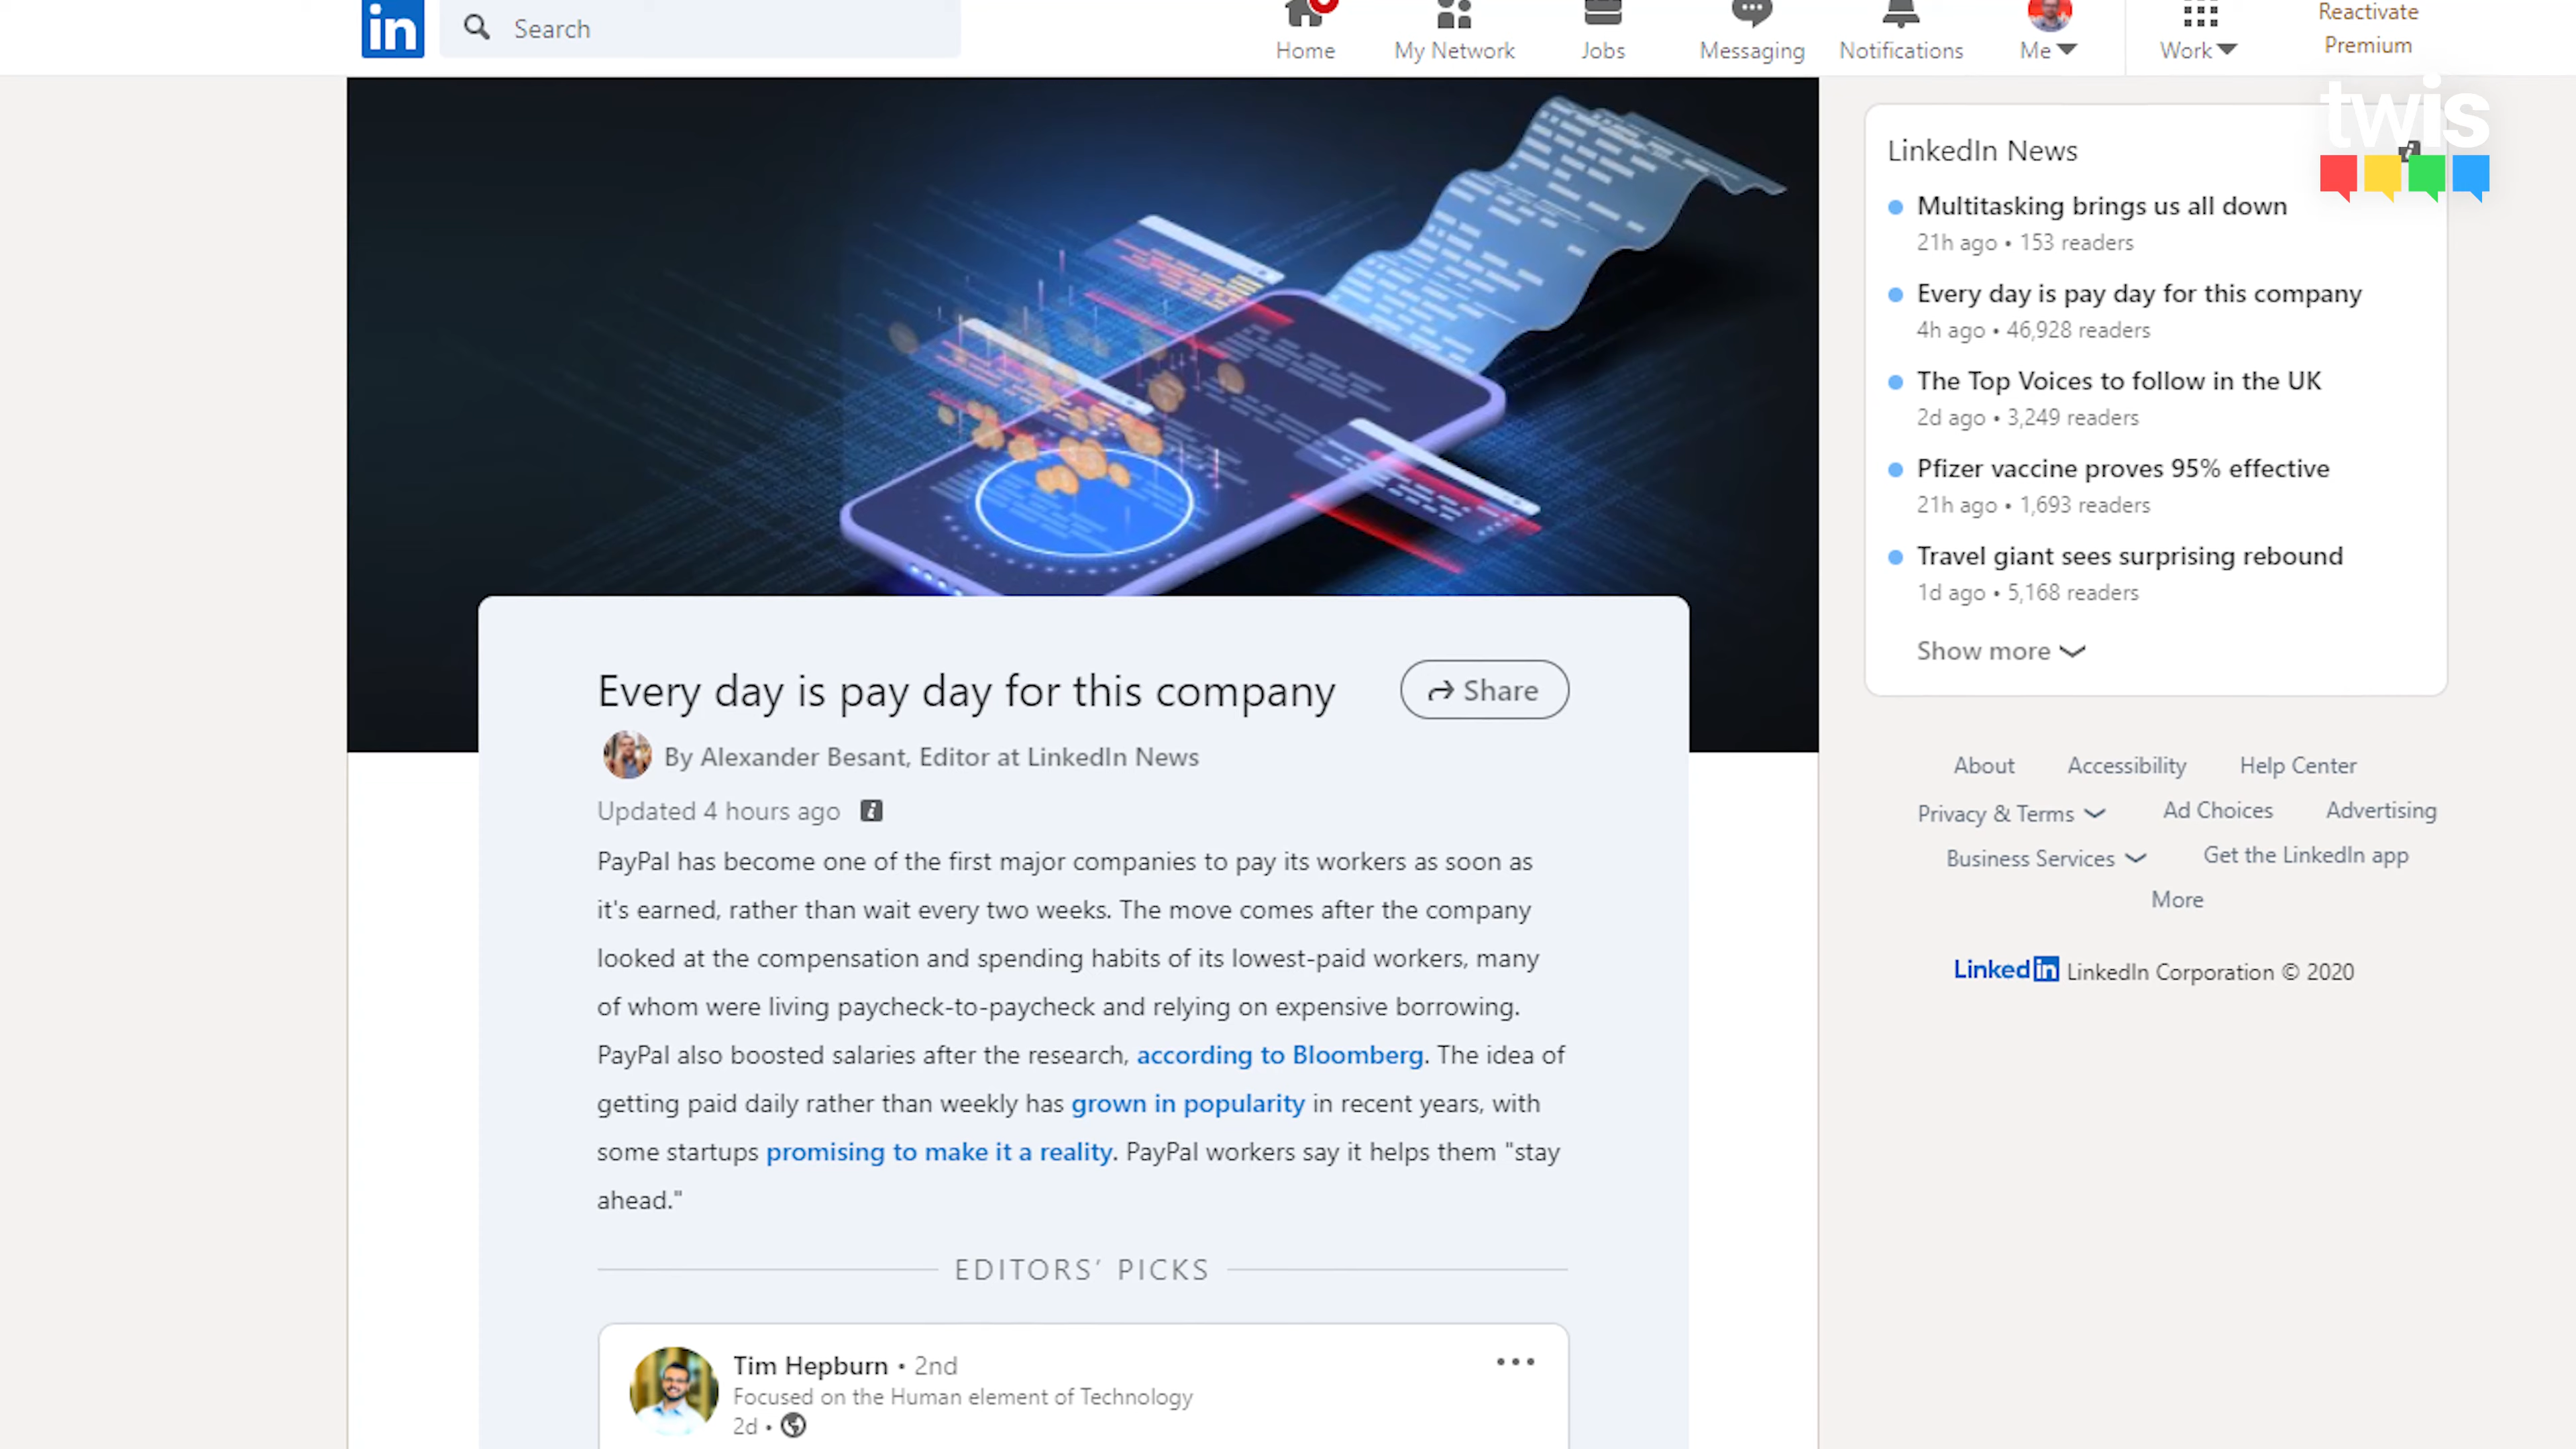 in
Search
Home
My Network
Jobs
Messaging
Notifications
Me
Work
Reactivate
Premium
twis
LinkedIn News
Multitasking brings us all down
21h ago • 153 readers
Every day is pay day for this company
4h ago • 46,928 readers
The Top Voices to follow in the UK
2d ago • 3,249 readers
Pfizer vaccine proves 95% effective
21h ago • 1,693 readers
Travel giant sees surprising rebound
1d ago • 5,168 readers
Show more
About Accessibility Help Center
Privacy & Terms Ad Choices Advertising
Business Services Get the LinkedIn app
More
LinkedIn LinkedIn Corporation © 2020
Every day is pay day for this company
Share
By Alexander Besant, Editor at LinkedIn News
Updated 4 hours ago
PayPal has become one of the first major companies to pay its workers as soon as
it's earned, rather than wait every two weeks. The move comes after the company
looked at the compensation and spending habits of its lowest-paid workers, many
of whom were living paycheck-to-paycheck and relying on expensive borrowing.
PayPal also boosted salaries after the research, according to Bloomberg. The idea of
getting paid daily rather than weekly has grown in popularity in recent years, with
some startups promising to make it a reality. PayPal workers say it helps them "stay
ahead."
EDITORS' PICKS
Tim Hepburn • 2nd
Focused on the Human element of Technology
2d •